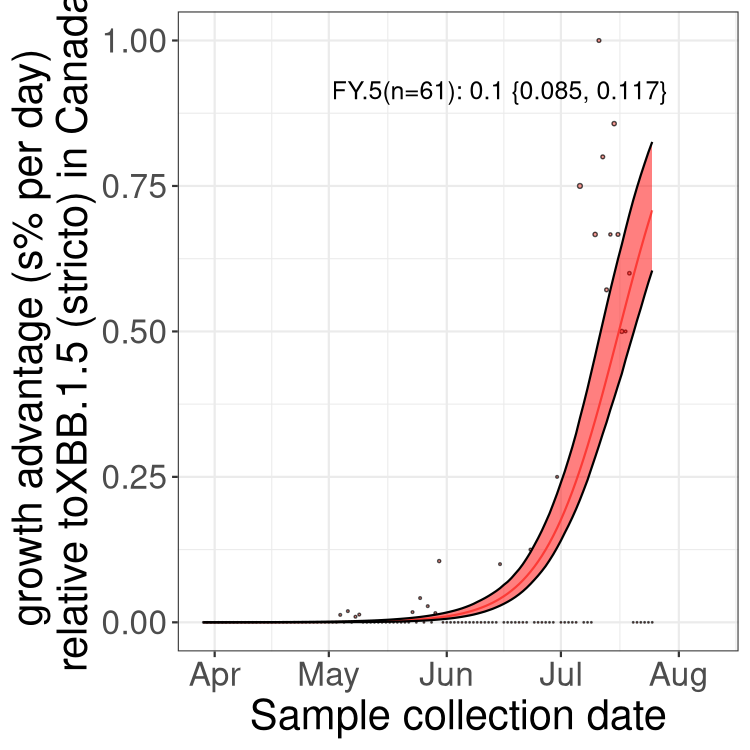 growth advantage (s% per day)
relative toXBB.1.5 (stricto) in Canada
1.00
0.75
0.50
0.25
0.00
FY.5(n=61): 0.1 {0.085, 0.117}
Apr May Jun Jul Aug
Sample collection date